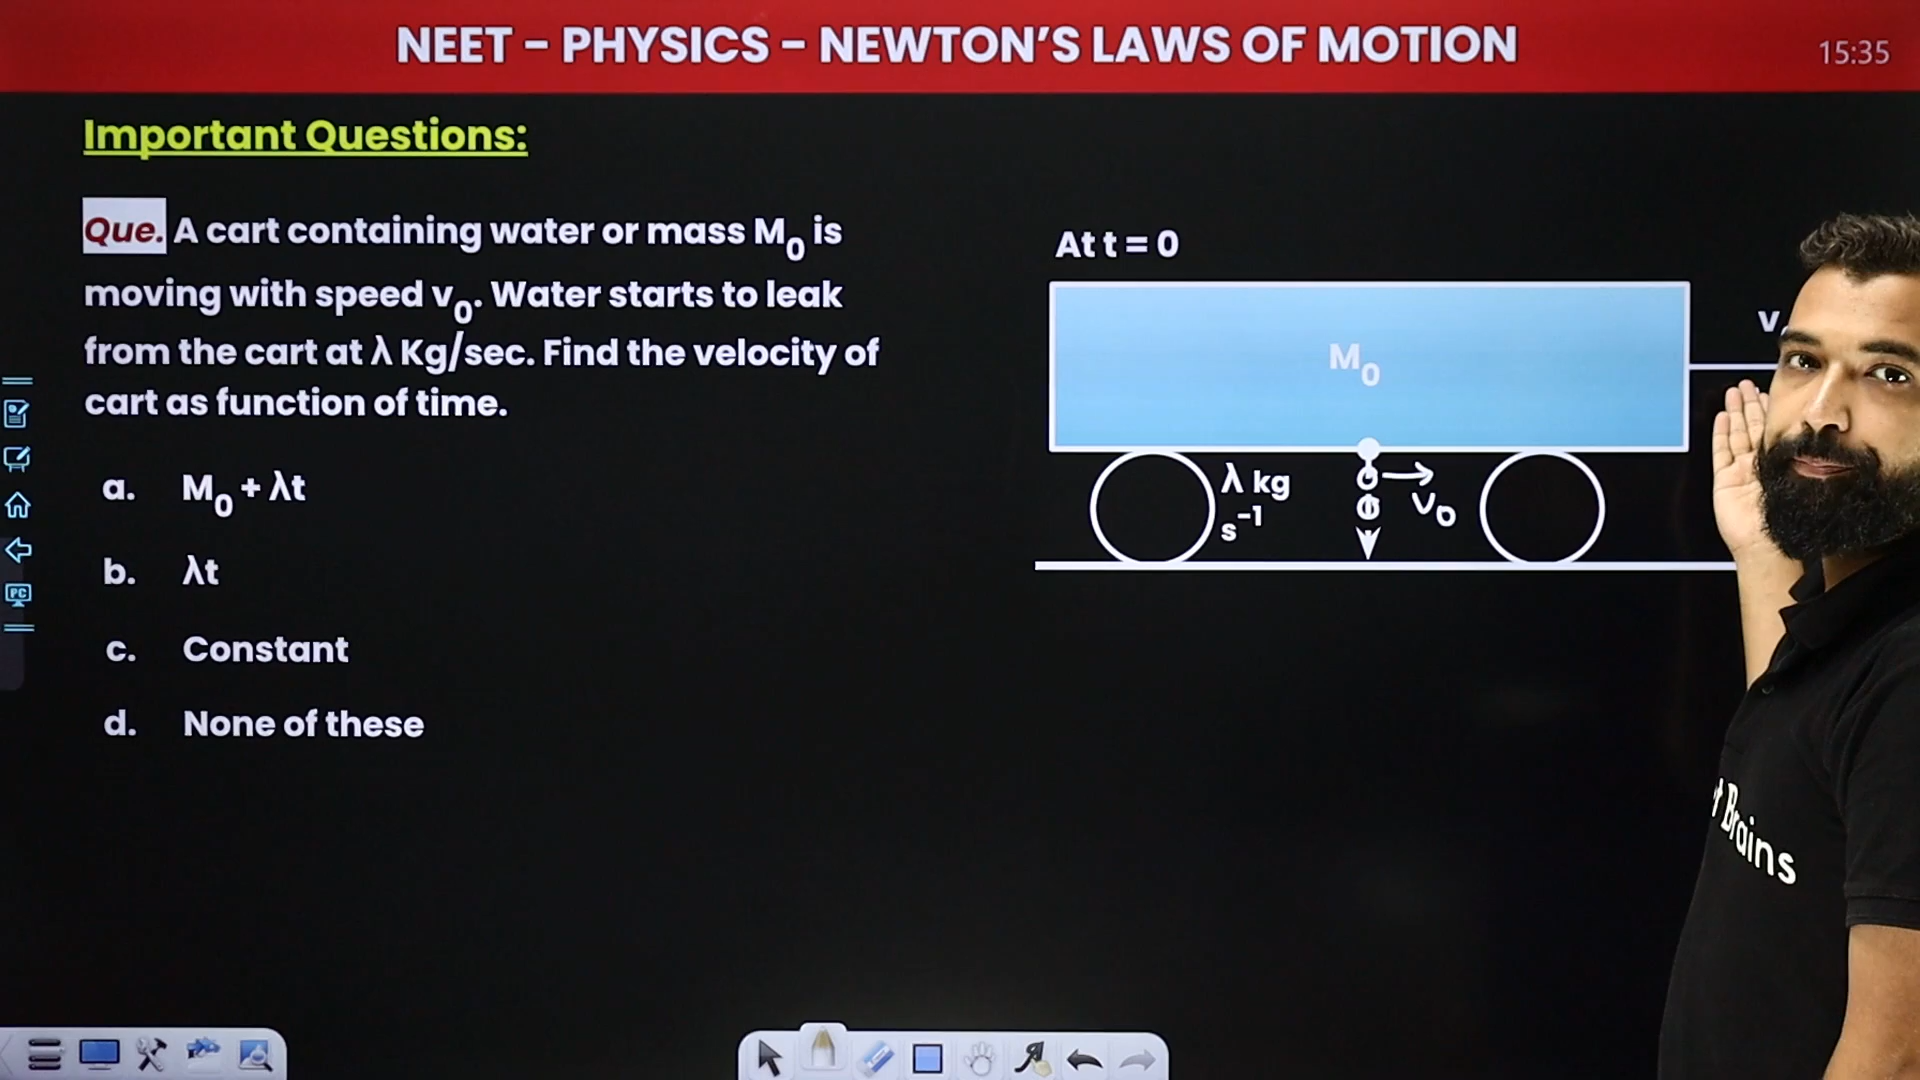 NEET – PHYSICS – NEWTON’S LAWS OF MOTION
15:35
Important Questions:
Que. A cart containing water or mass M₀ is
moving with speed v₀. Water starts to leak
from the cart at λ Kg/sec. Find the velocity of
cart as function of time.
a. M₀ + λt
b. λt
c. Constant
d. None of these
At t = 0
v
M₀
λ kg
s⁻¹
v₀
PC
Brains